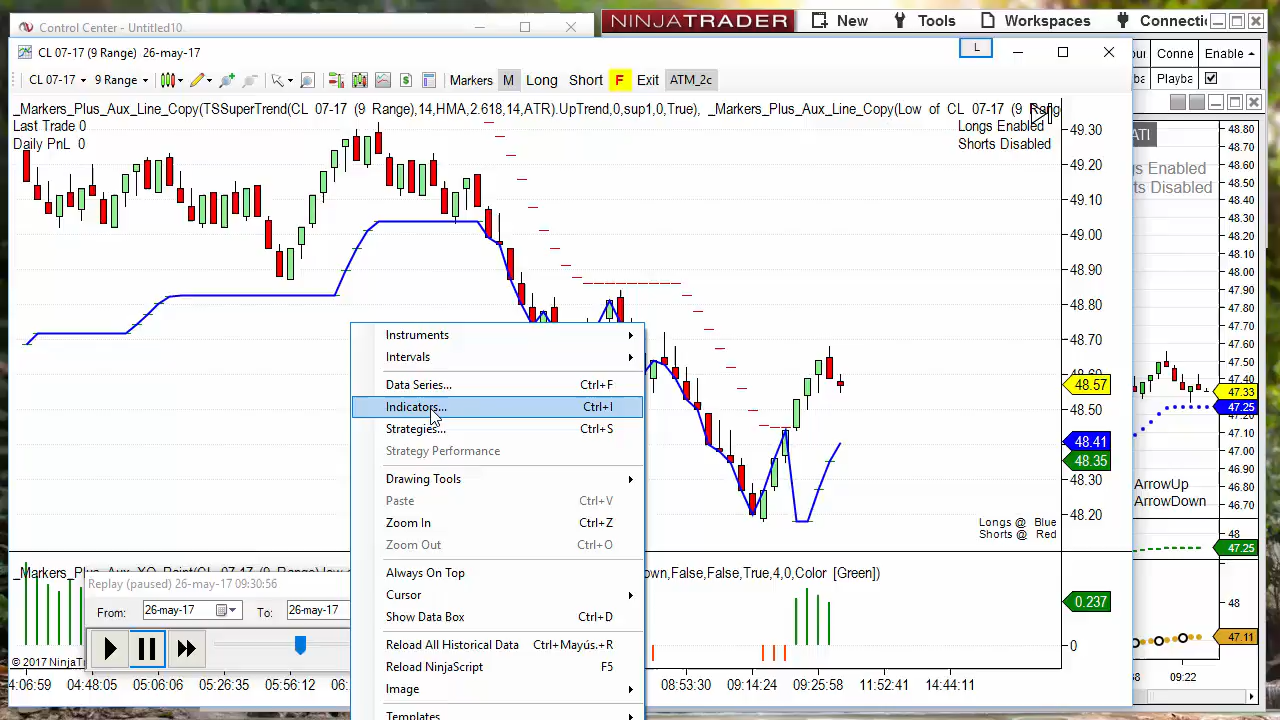 Control Center - Untitled10
NINJATRADER
New
Tools
Workspaces
Connecti
CL 07-17 (9 Range) 26-may-17
L
Conne
Enable
CL 07-17
9 Range
Markers
M
Long
Short
F
Exit
ATM_2c
Playba
_Markers_Plus_Aux_Line_Copy(TSSuperTrend(CL 07-17 (9 Range),14,HMA,2.618,14,ATR).UpTrend,0,sup1,0,True), _Markers_Plus_Aux_Line_Copy(Low of CL 07-17 (9 Rang
Last Trade 0
Daily PnL 0
Longs Enabled
Shorts Disabled
ATI
gs Enabled
ts Disabled
49.30
49.20
49.10
49.00
48.90
48.80
48.70
48.60
48.57
48.50
48.41
48.35
48.30
48.20
48.80
48.70
48.60
48.50
48.40
48.30
48.20
48.10
48.00
47.90
47.80
47.70
47.60
47.50
47.40
47.33
47.25
47.20
47.10
47.00
46.90
46.80
46.70
46.60
Instruments
Intervals
Data Series... Ctrl+F
Indicators... Ctrl+I
Strategies... Ctrl+S
Strategy Performance
Drawing Tools
Paste Ctrl+V
Zoom In Ctrl+Z
Zoom Out Ctrl+O
Always On Top
Cursor
Show Data Box Ctrl+D
Reload All Historical Data Ctrl+Mayús.+R
Reload NinjaScript F5
Image
Templates
ArrowUp
ArrowDown
Longs @ Blue
Shorts @ Red
own,False,False,True,4,0,Color [Green])
Replay (paused) 26-may-17 09:30:56
From:
26-may-17
To:
26-may-17
© 2017 NinjaT
0.237
0
48
47.25
48
47.11
4:06:59
04:48:05
05:06:06
05:26:35
05:56:12
08:53:30
09:14:24
09:25:58
11:52:41
14:44:11
09:22